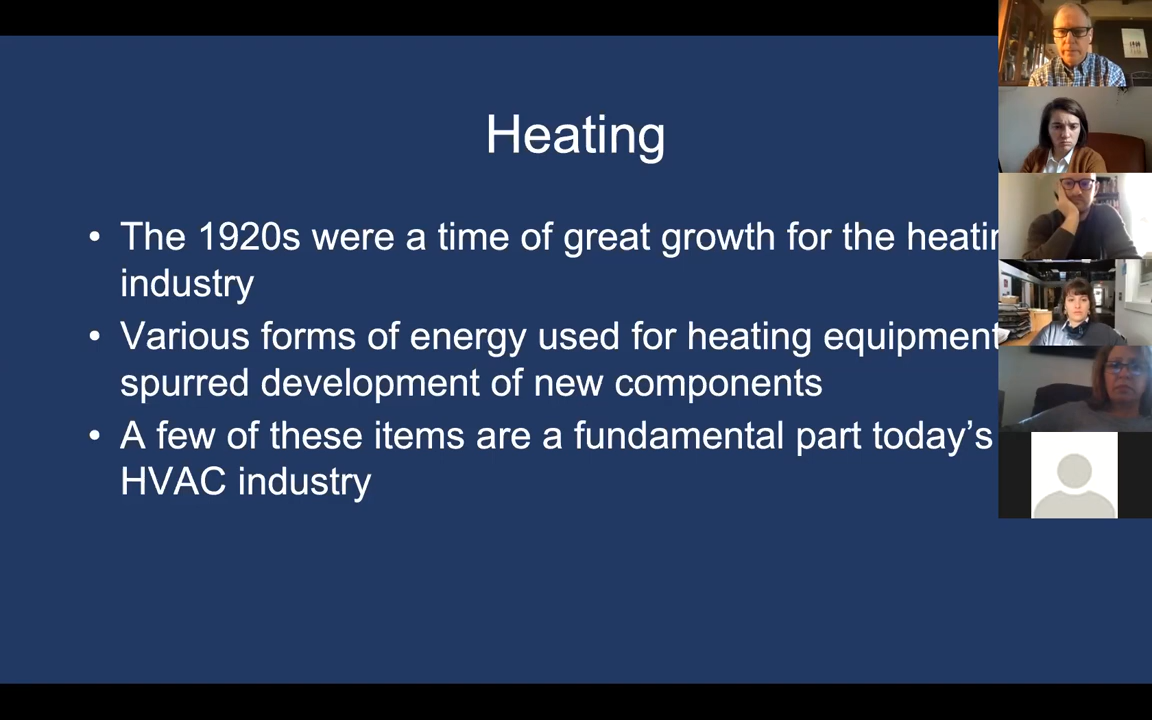 Heating
• The 1920s were a time of great growth for the heatin
industry
• Various forms of energy used for heating equipment
spurred development of new components
• A few of these items are a fundamental part today’s
HVAC industry